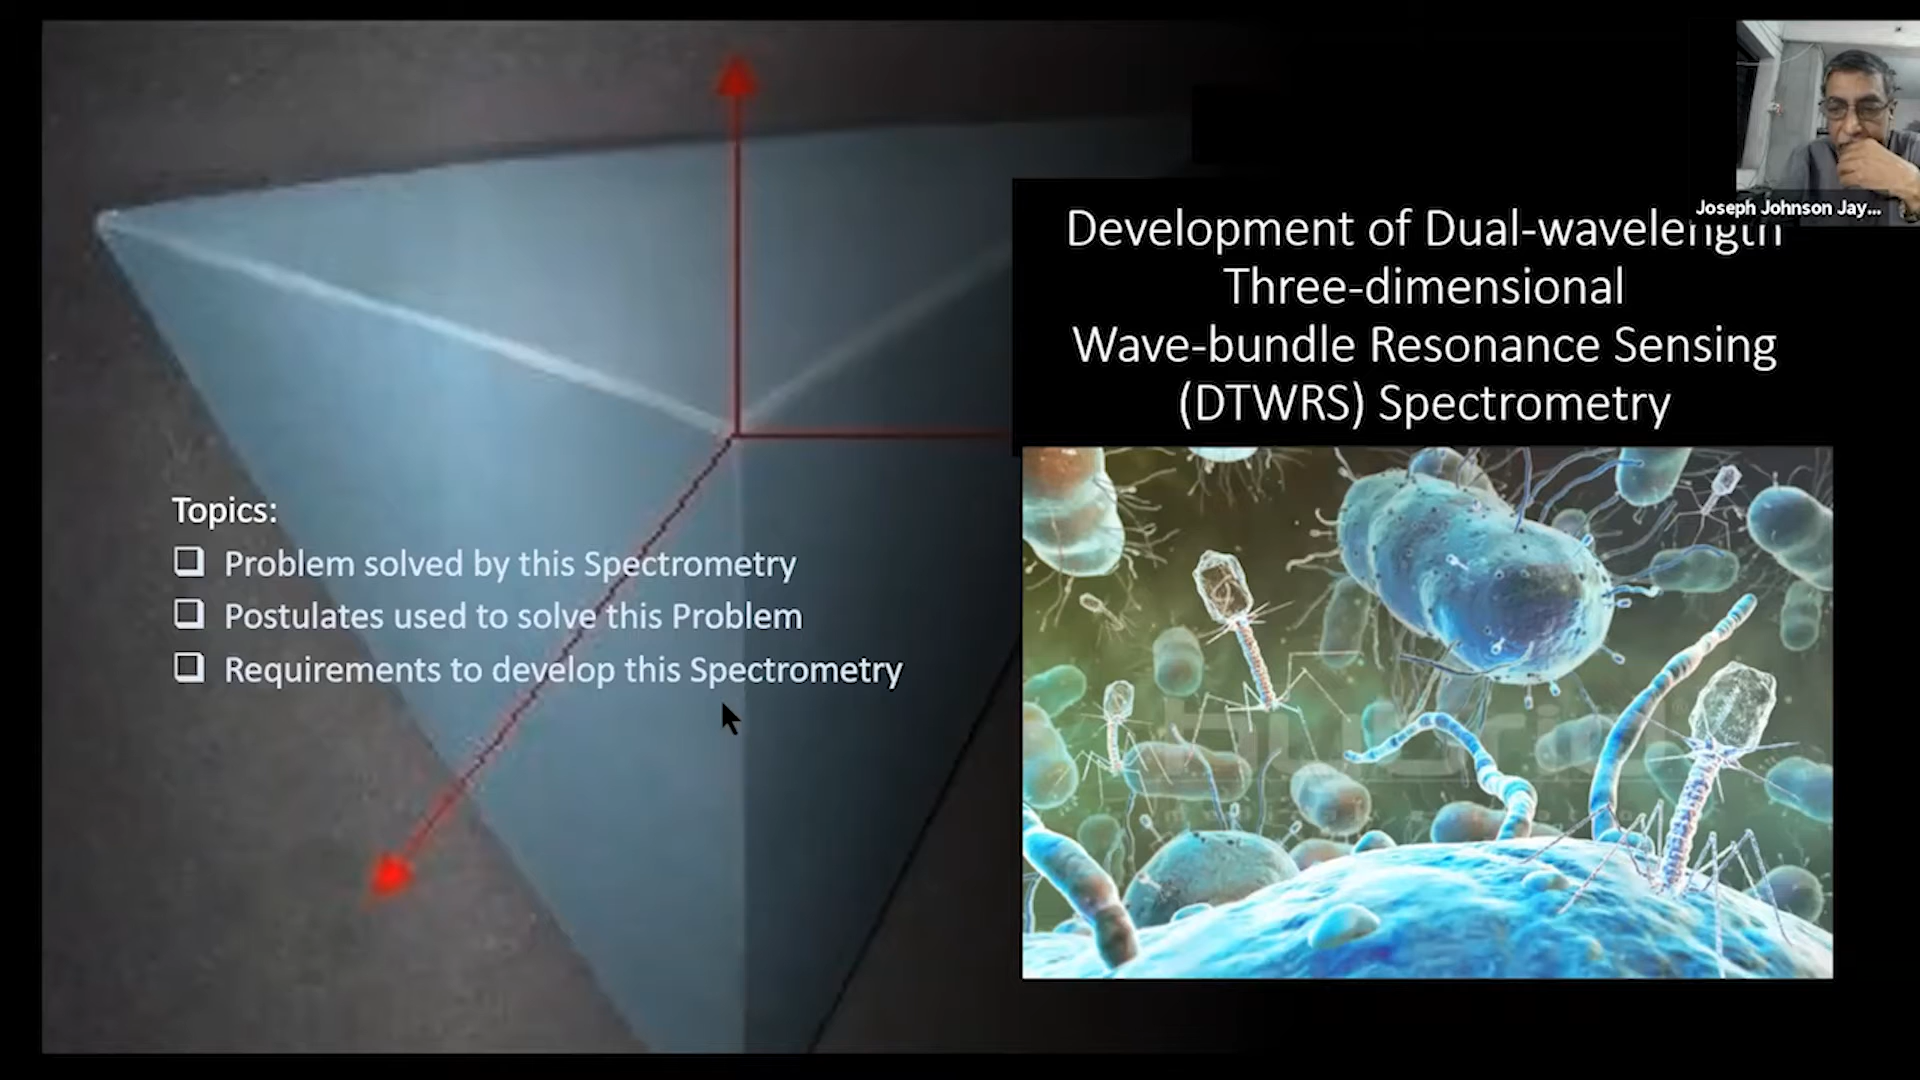 Joseph Johnson Jay...
Development of Dual-wavelength
Three-dimensional
Wave-bundle Resonance Sensing
(DTWRS) Spectrometry
Topics:
Problem solved by this Spectrometry
Postulates used to solve this Problem
Requirements to develop this Spectrometry